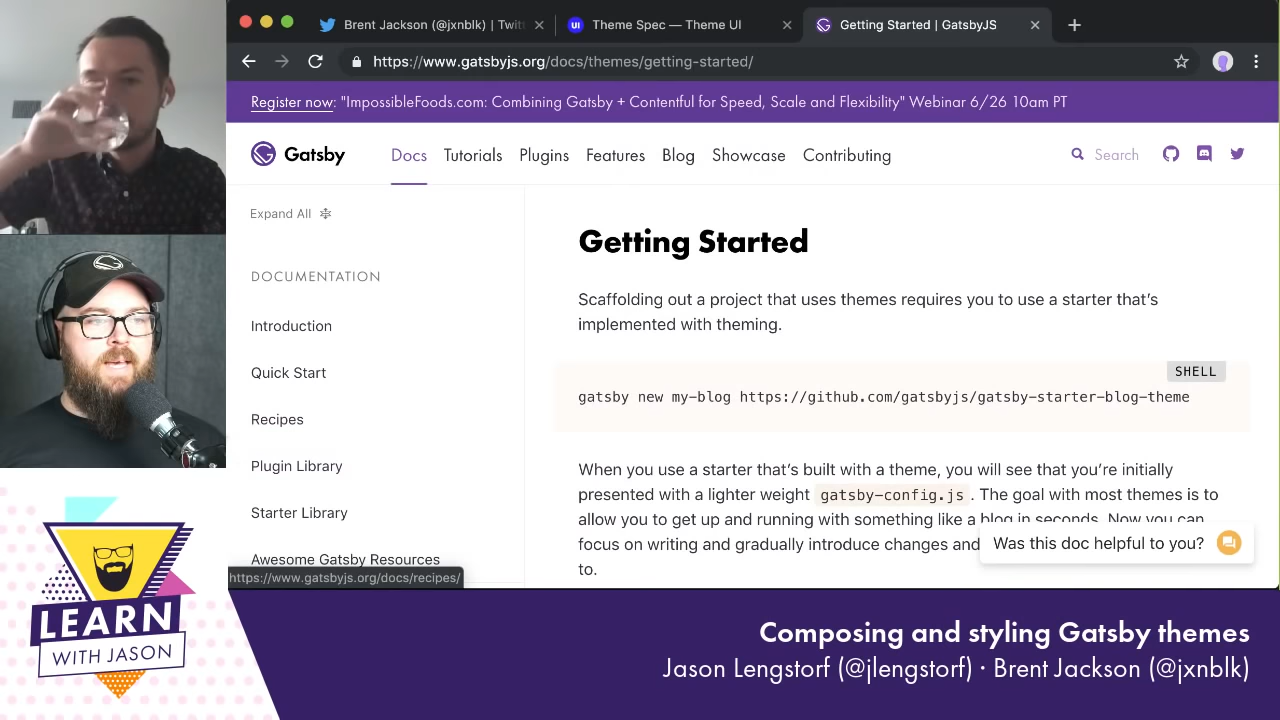 Brent Jackson (@jxnblk) | Twitt
UI Theme Spec — Theme UI
Getting Started | GatsbyJS
https://www.gatsbyjs.org/docs/themes/getting-started/
Register now: "ImpossibleFoods.com: Combining Gatsby + Contentful for Speed, Scale and Flexibility" Webinar 6/26 10am PT
Gatsby
Docs
Tutorials
Plugins
Features
Blog
Showcase
Contributing
Search
Expand All
DOCUMENTATION
Introduction
Quick Start
Recipes
Plugin Library
Starter Library
Awesome Gatsby Resources
https://www.gatsbyjs.org/docs/recipes/
Getting Started
Scaffolding out a project that uses themes requires you to use a starter that’s
implemented with theming.
SHELL
gatsby new my-blog https://github.com/gatsbyjs/gatsby-starter-blog-theme
When you use a starter that’s built with a theme, you will see that you’re initially
presented with a lighter weight gatsby-config.js. The goal with most themes is to
allow you to get up and running with something like a blog in seconds. Now you can
focus on writing and gradually introduce changes and
to.
Was this doc helpful to you?
LEARN
WITH JASON
Composing and styling Gatsby themes
Jason Lengstorf (@jlengstorf) · Brent Jackson (@jxnblk)